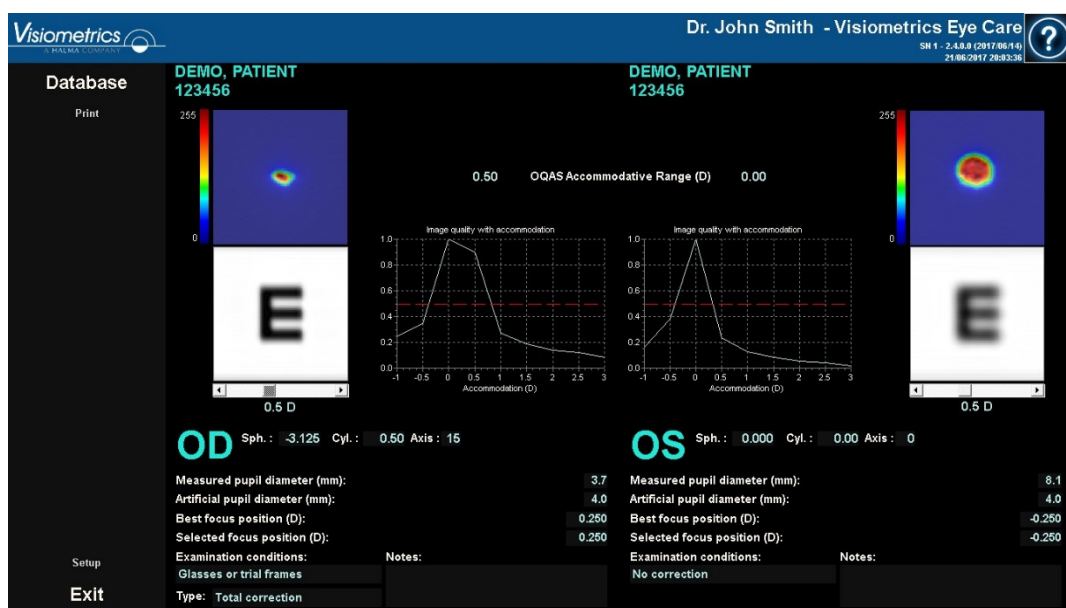 Visiometrics
A HALMA COMPANY
Dr. John Smith - Visiometrics Eye Care
SN 1 - 2.4.0.0 (2017/06/14)
21/06/2017 20:03:36
?
Database
Print
Setup
Exit
DEMO, PATIENT
123456
255
0
E
0.5 D
DEMO, PATIENT
123456
255
0
E
0.5 D
0.50 OQAS Accommodative Range (D) 0.00
Image quality with accommodation
1.0
0.8
0.6
0.4
0.2
0.0
-1 -0.5 0 0.5 1 1.5 2 2.5 3
Accommodation (D)
Image quality with accommodation
1.0
0.8
0.6
0.4
0.2
0.0
-1 -0.5 0 0.5 1 1.5 2 2.5 3
Accommodation (D)
OD Sph. : -3.125 Cyl. : 0.50 Axis : 15
Measured pupil diameter (mm): 3.7
Artificial pupil diameter (mm): 4.0
Best focus position (D): 0.250
Selected focus position (D): 0.250
Examination conditions: Notes:
Glasses or trial frames
Type: Total correction
OS Sph. : 0.000 Cyl. : 0.00 Axis : 0
Measured pupil diameter (mm): 8.1
Artificial pupil diameter (mm): 4.0
Best focus position (D): -0.250
Selected focus position (D): -0.250
Examination conditions: Notes:
No correction